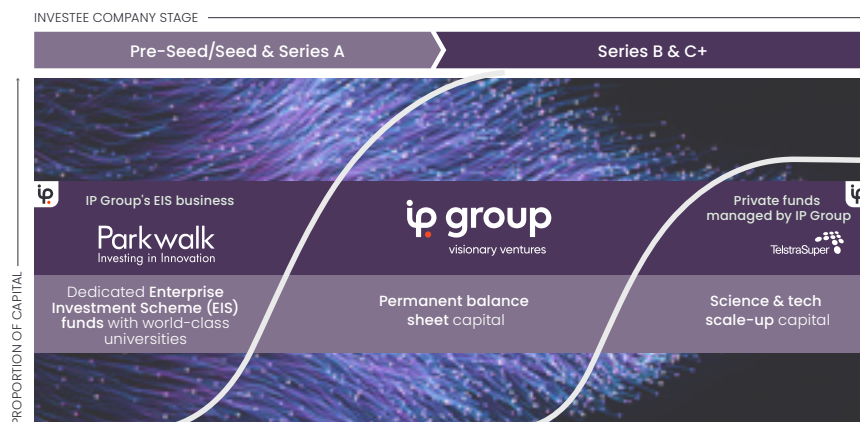 INVESTEE COMPANY STAGE
Pre-Seed/Seed & Series A
Series B & C+
PROPORTION OF CAPITAL
ip
IP Group's EIS business
Parkwalk
Investing in Innovation
Dedicated Enterprise
Investment Scheme (EIS)
funds with world-class
universities
ip group
visionary ventures
Permanent balance
sheet capital
Private funds
managed by IP Group
TelstraSuper
Science & tech
scale-up capital